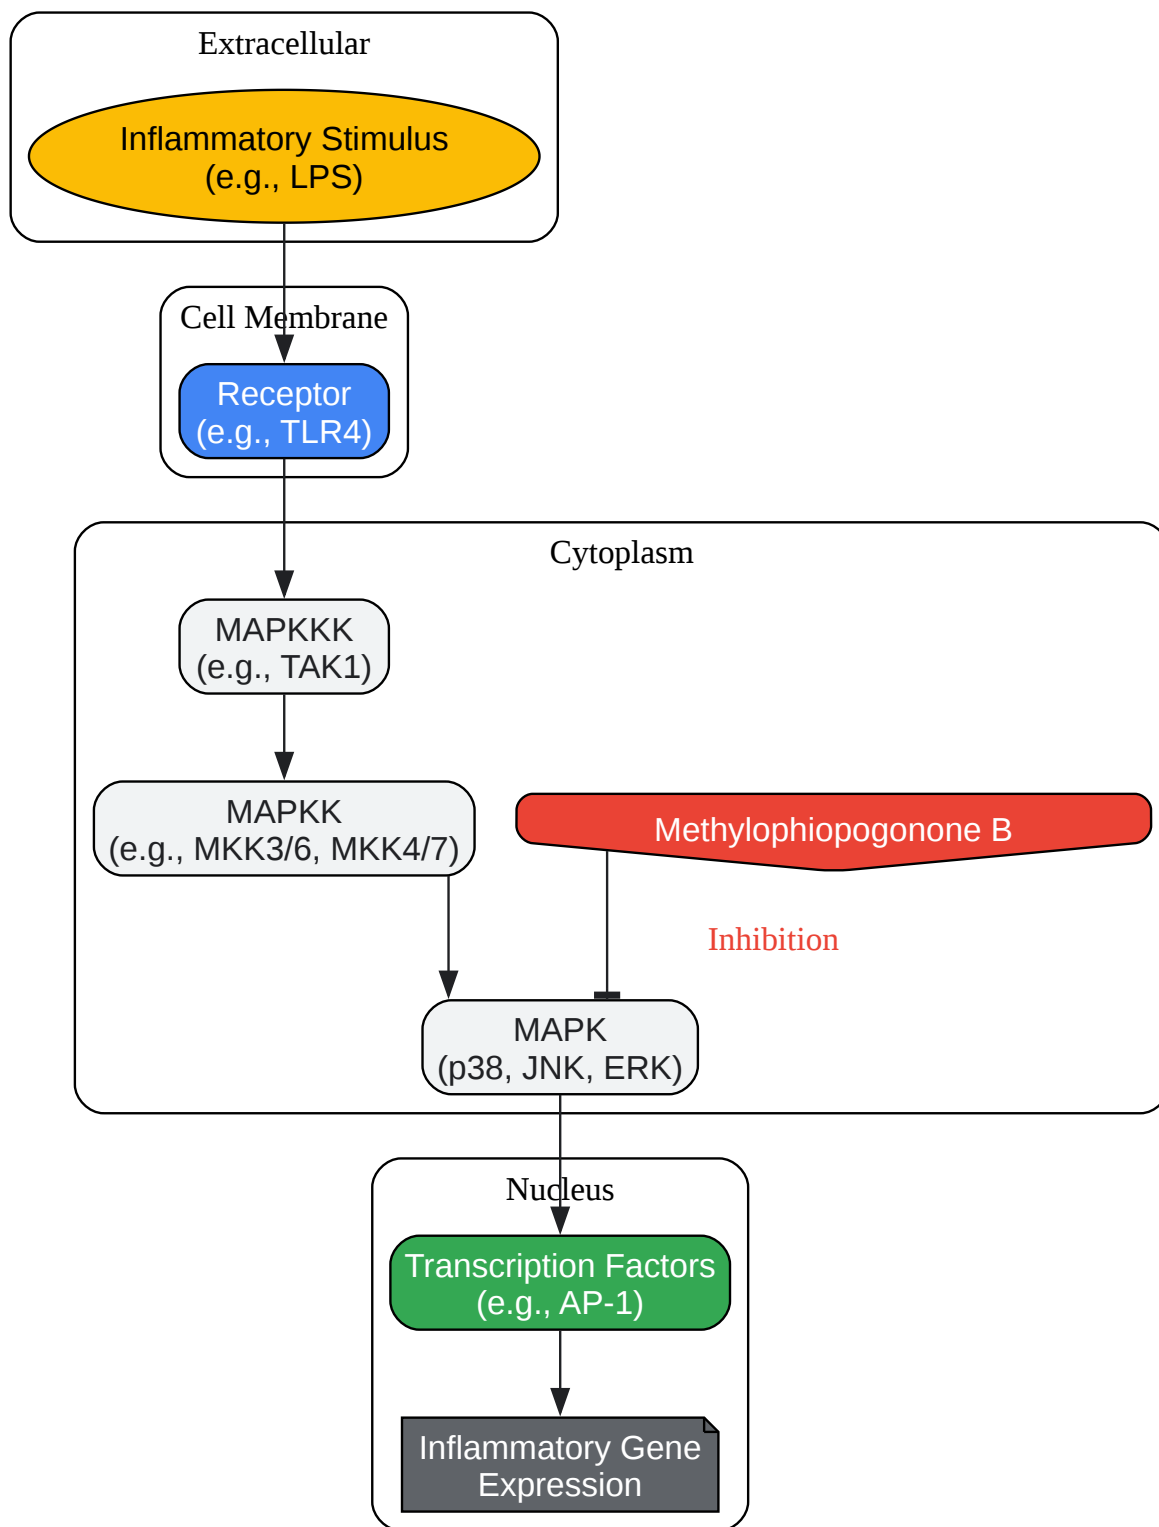 Extracellular
Inflammatory Stimulus
(e.g., LPS)
Cell Membrane
Receptor
(e.g., TLR4)
Cytoplasm
MAPKKK
(e.g., TAK1)
MAPKK
(e.g., MKK3/6, MKK4/7)
Methylophiopogonone B
Inhibition
MAPK
(p38, JNK, ERK)
Nucleus
Transcription Factors
(e.g., AP-1)
Inflammatory Gene
Expression